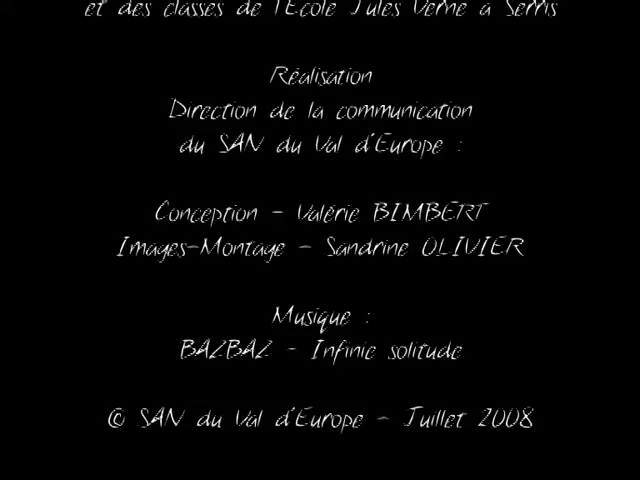 et des classes de l'Ecole Jules Verne à Serris
Réalisation
Direction de la communication
du SAN du Val d'Europe :
Conception - Valérie BIMBERT
Images-Montage - Sandrine OLIVIER
Musique :
BAZBAZ - Infinie solitude
© SAN du Val d'Europe - Juillet 2008